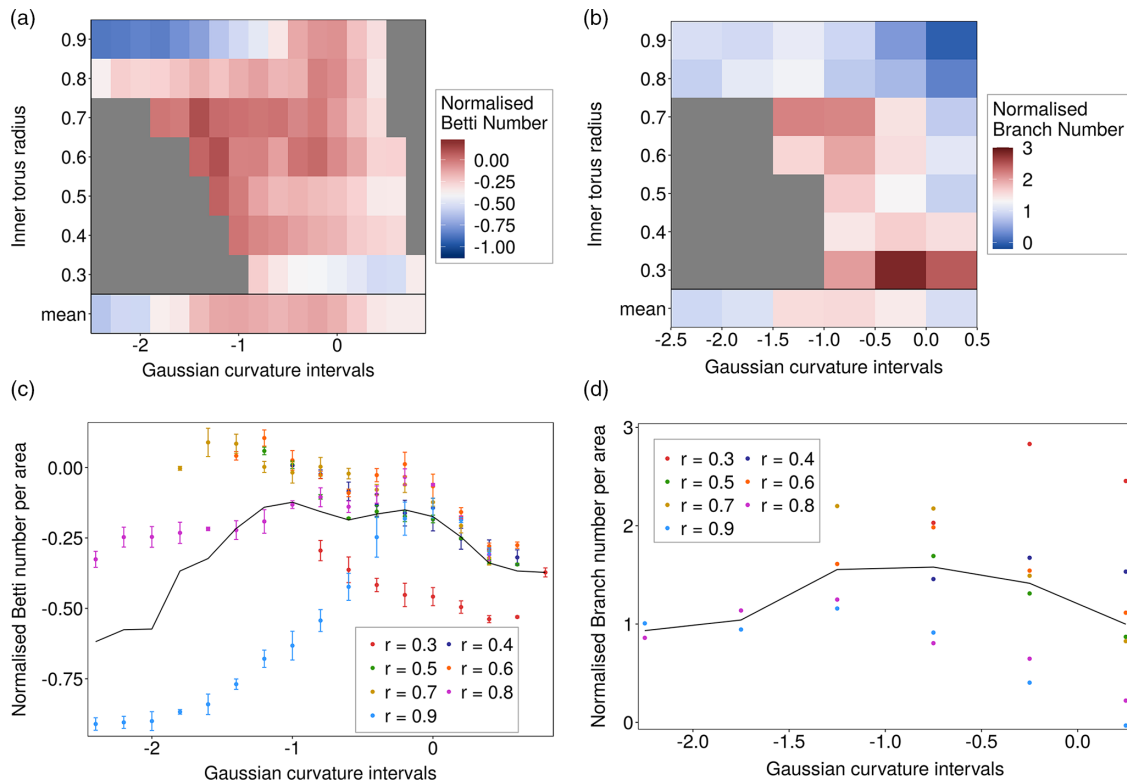 (a)
Inner torus radius
0.9
0.8
0.7
0.6
0.5
0.4
0.3
mean
-2
-1
0
Gaussian curvature intervals
Normalised
Betti Number
0.00
-0.25
-0.50
-0.75
-1.00
(b)
Inner torus radius
0.9
0.8
0.7
0.6
0.5
0.4
0.3
mean
-2.5
-2.0
-1.5
-1.0
-0.5
0.0
0.5
Gaussian curvature intervals
Normalised
Branch Number
3
2
1
0
(c)
Normalised Betti number per area
0.00
-0.25
-0.50
-0.75
-2
-1
0
Gaussian curvature intervals
r = 0.3
r = 0.4
r = 0.5
r = 0.6
r = 0.7
r = 0.8
r = 0.9
(d)
Normalised Branch number per area
3
2
1
0
-2.0
-1.5
-1.0
-0.5
0.0
Gaussian curvature intervals
r = 0.3
r = 0.4
r = 0.5
r = 0.6
r = 0.7
r = 0.8
r = 0.9